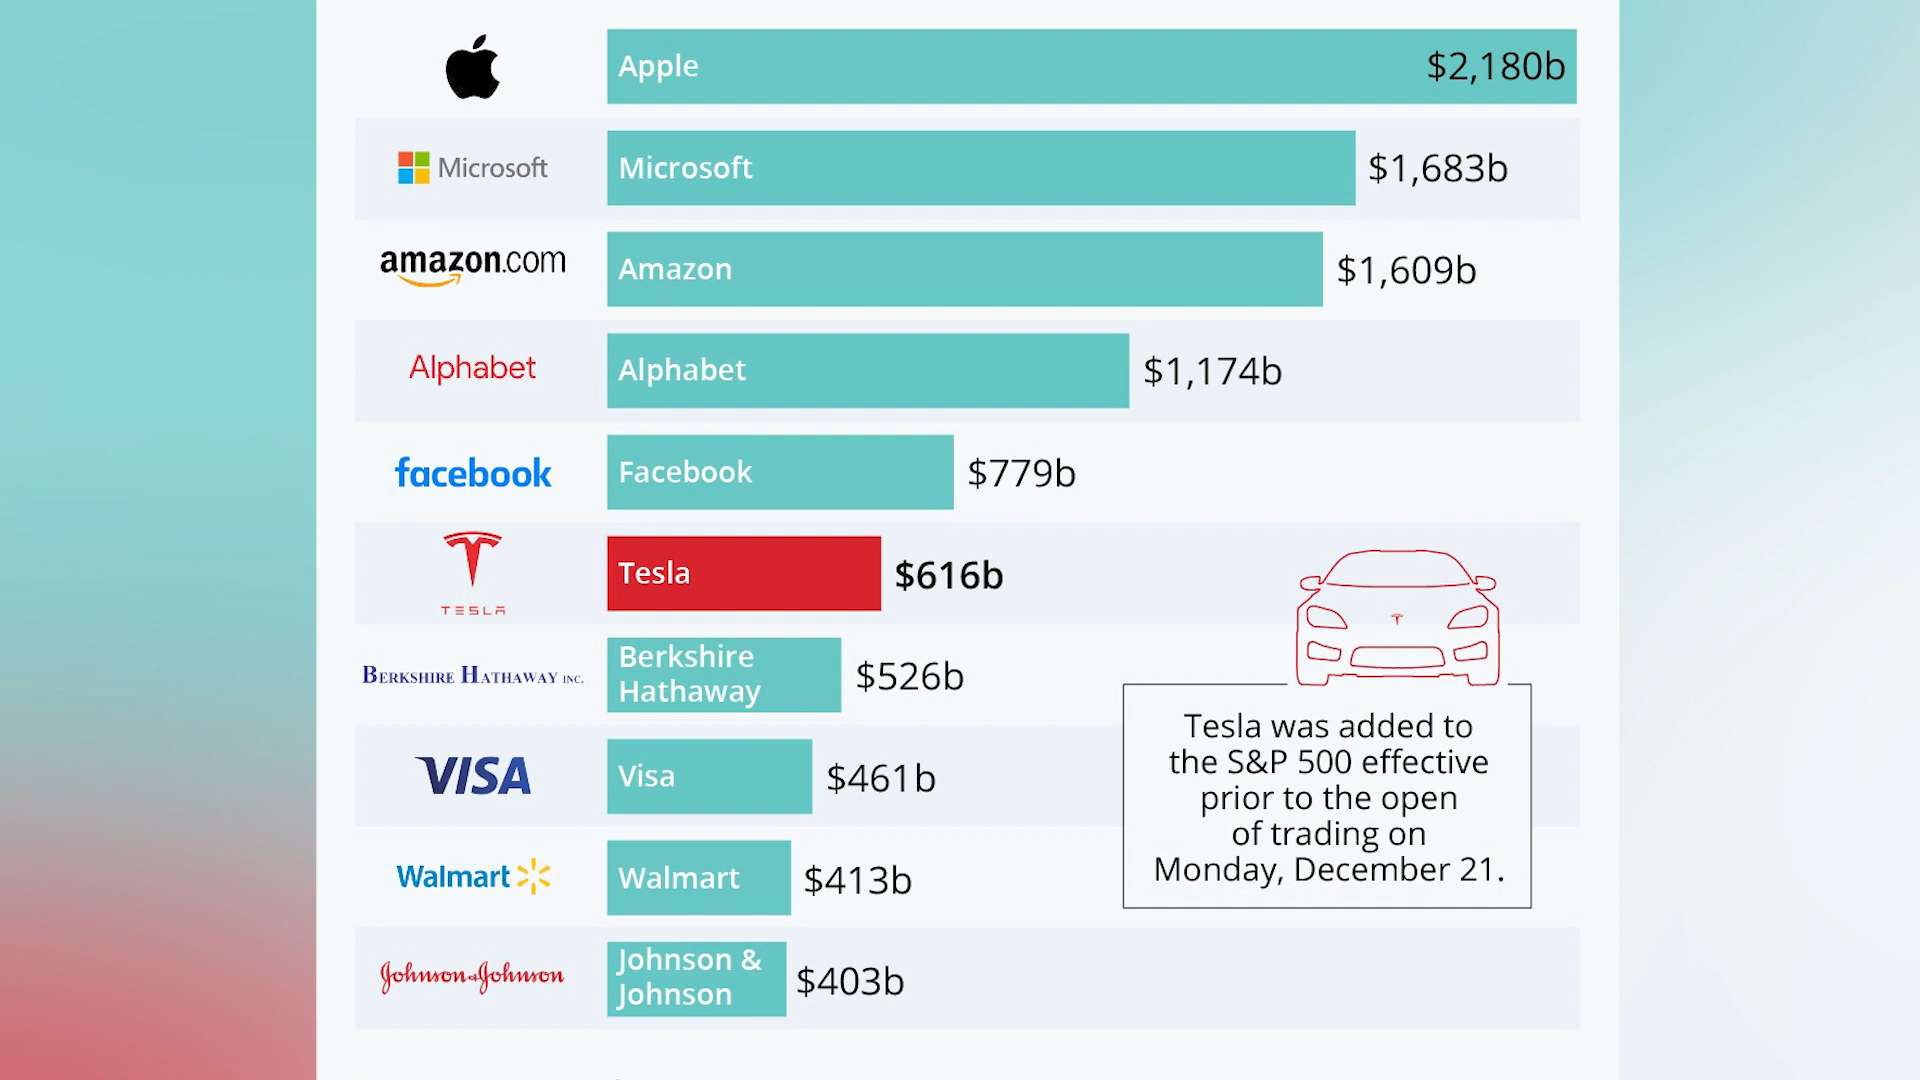 Apple
$2,180b
Microsoft
Microsoft
$1,683b
amazon.com
Amazon
$1,609b
Alphabet
Alphabet
$1,174b
facebook
Facebook
$779b
TESLA
Tesla
$616b
BERKSHIRE HATHAWAY INC.
Berkshire
Hathaway
$526b
VISA
Visa
$461b
Walmart
Walmart
$413b
Johnson & Johnson
Johnson &
Johnson
$403b
Tesla was added to
the S&P 500 effective
prior to the open
of trading on
Monday, December 21.